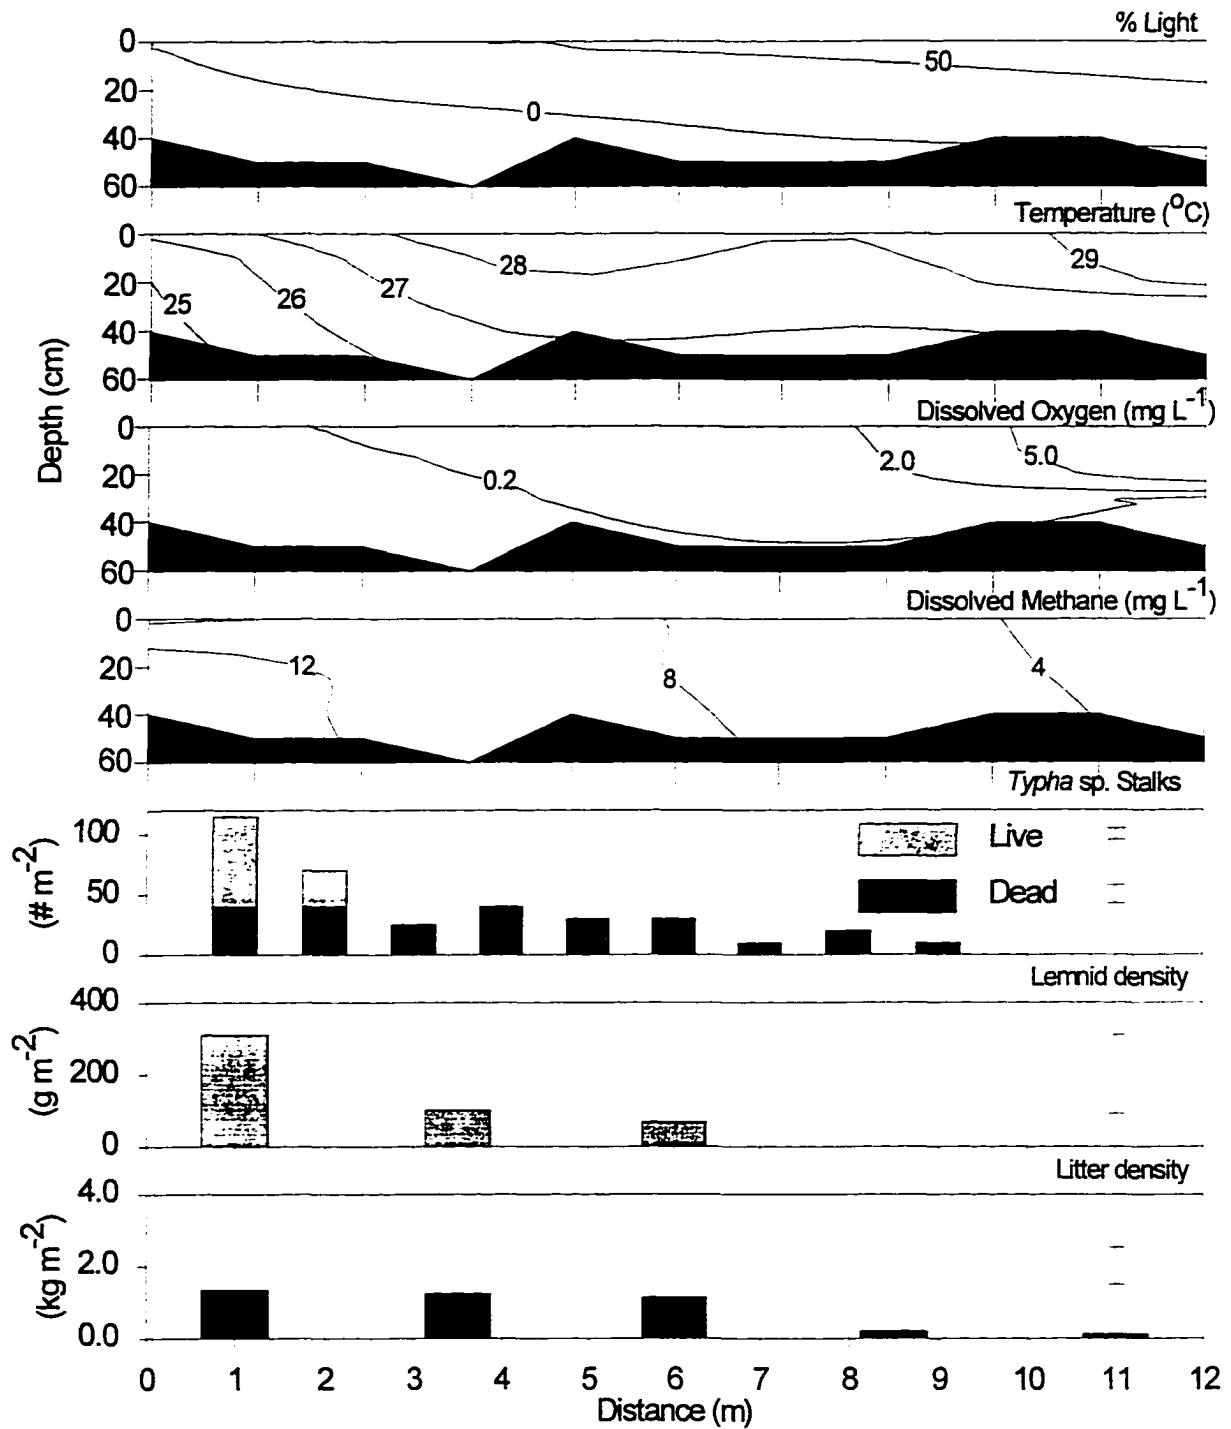 % Light
0
20
40
60
50
0
Temperature (°C)
0
20
40
60
25
26
27
28
29
Depth (cm)
Dissolved Oxygen (mg L⁻¹)
0
20
40
60
0.2
2.0
5.0
Dissolved Methane (mg L⁻¹)
0
20
40
60
12
8
4
Typha sp. Stalks
(# m⁻²)
100
50
0
Live
Dead
Lemnid density
(g m⁻²)
400
200
0
Litter density
(kg m⁻²)
4.0
2.0
0.0
0 1 2 3 4 5 6 7 8 9 10 11 12
Distance (m)